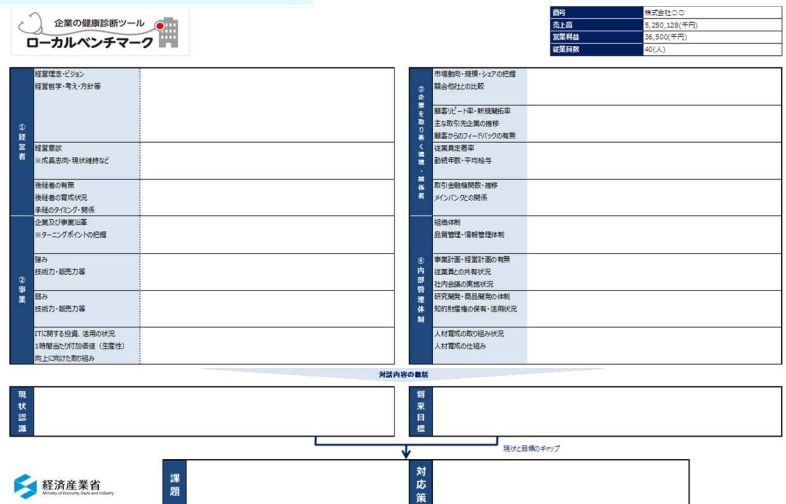 企業の健康診断ツール
ローカルベンチマーク
商号 株式会社〇〇
売上高 5,250,128(千円)
営業利益 36,500(千円)
従業員数 40(人)
①経営者
経営理念・ビジョン
経営哲学・考え・方針等
経営意欲
※成長志向・現状維持など
後継者の有無
後継者の育成状況
承継のタイミング・関係
②事業
企業及び事業沿革
※ターニングポイントの把握
強み
技術力・販売力等
弱み
技術力・販売力等
ITに関する投資、活用の状況
1時間当たり付加価値（生産性）
向上に向けた取り組み
③企業を取り巻く環境・関係者
市場動向・規模・シェアの把握
競合他社との比較
顧客リピート率・新規開拓率
主な取引先企業の推移
顧客からのフィードバックの有無
従業員定着率
勤続年数・平均給与
取引金融機関数・推移
メインバンクとの関係
④内部管理体制
組織体制
品質管理・情報管理体制
事業計画・経営計画の有無
従業員との共有状況
社内会議の実施状況
研究開発・商品開発の体制
知的財産権の保有・活用状況
人材育成の取り組み状況
人材育成の仕組み
対話内容の総括
現状認識
将来目標
現状と目標のギャップ
課題
対応策
経済産業省
Ministry of Economy, Trade and Industry